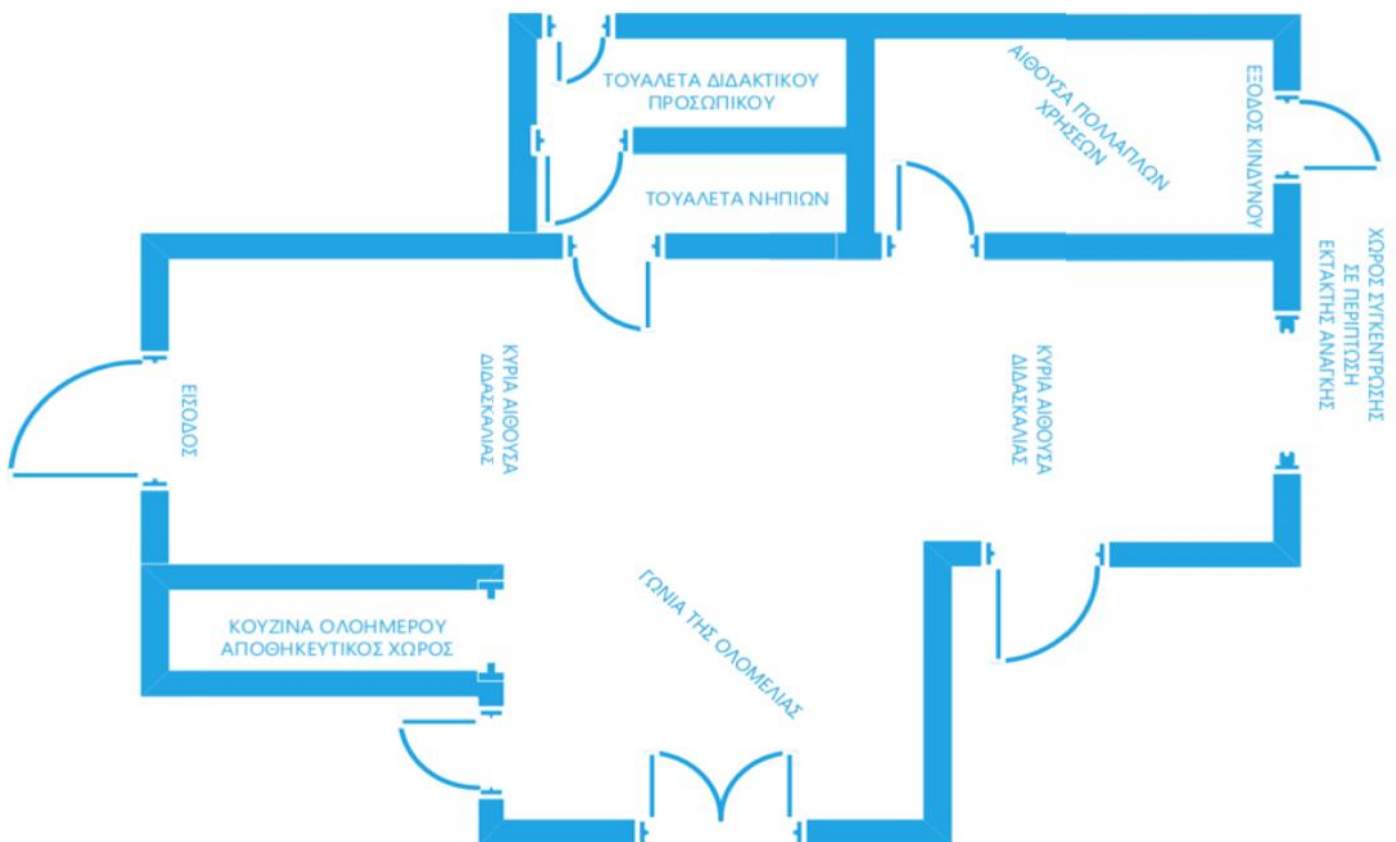 ΤΟΥΑΛΕΤΑ ΔΙΔΑΚΤΙΚΟΥ
ΠΡΟΣΩΠΙΚΟΥ
ΑΙΘΟΥΣΑ ΠΟΛΛΑΠΛΩΝ
ΧΡΗΣΕΩΝ
ΕΞΟΔΟΣ ΚΙΝΔΥΝΟΥ
ΤΟΥΑΛΕΤΑ ΝΗΠΙΩΝ
ΧΩΡΟΣ ΣΥΓΚΕΝΤΡΩΣΗΣ
ΣΕ ΠΕΡΙΠΤΩΣΗ
ΕΚΤΑΚΤΗΣ ΑΝΑΓΚΗΣ
ΕΙΣΟΔΟΣ
ΚΥΡΙΑ ΑΙΘΟΥΣΑ
ΔΙΔΑΣΚΑΛΙΑΣ
ΚΥΡΙΑ ΑΙΘΟΥΣΑ
ΔΙΔΑΣΚΑΛΙΑΣ
ΚΟΥΖΙΝΑ ΟΛΟΗΜΕΡΟΥ
ΑΠΟΘΗΚΕΥΤΙΚΟΣ ΧΩΡΟΣ
ΓΩΝΙΑ ΤΗΣ ΟΛΟΜΕΛΙΑΣ